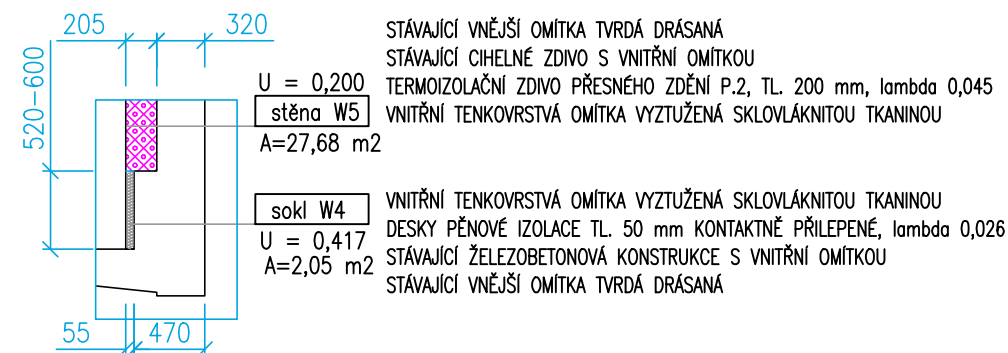 205
320
STÁVAJÍCÍ VNĚJŠÍ OMÍTKA TVRDÁ DRÁSANÁ
STÁVAJÍCÍ CIHELNÉ ZDIVO S VNITŘNÍ OMÍTKOU
U = 0,200
TERMOIZOLAČNÍ ZDIVO PŘESNÉHO ZDĚNÍ P.2, TL. 200 mm, lambda 0,045
stěna W5
VNITŘNÍ TENKOVRSTVÁ OMÍTKA VYZTUŽENÁ SKLOVLÁKNITOU TKANINOU
A=27,68 m2
520-600
sokl W4
VNITŘNÍ TENKOVRSTVÁ OMÍTKA VYZTUŽENÁ SKLOVLÁKNITOU TKANINOU
DESKY PĚNOVÉ IZOLACE TL. 50 mm KONTAKTNĚ PŘILEPENÉ, lambda 0,026
U = 0,417
STÁVAJÍCÍ ŽELEZOBETONOVÁ KONSTRUKCE S VNITŘNÍ OMÍTKOU
A=2,05 m2
STÁVAJÍCÍ VNĚJŠÍ OMÍTKA TVRDÁ DRÁSANÁ
55
470